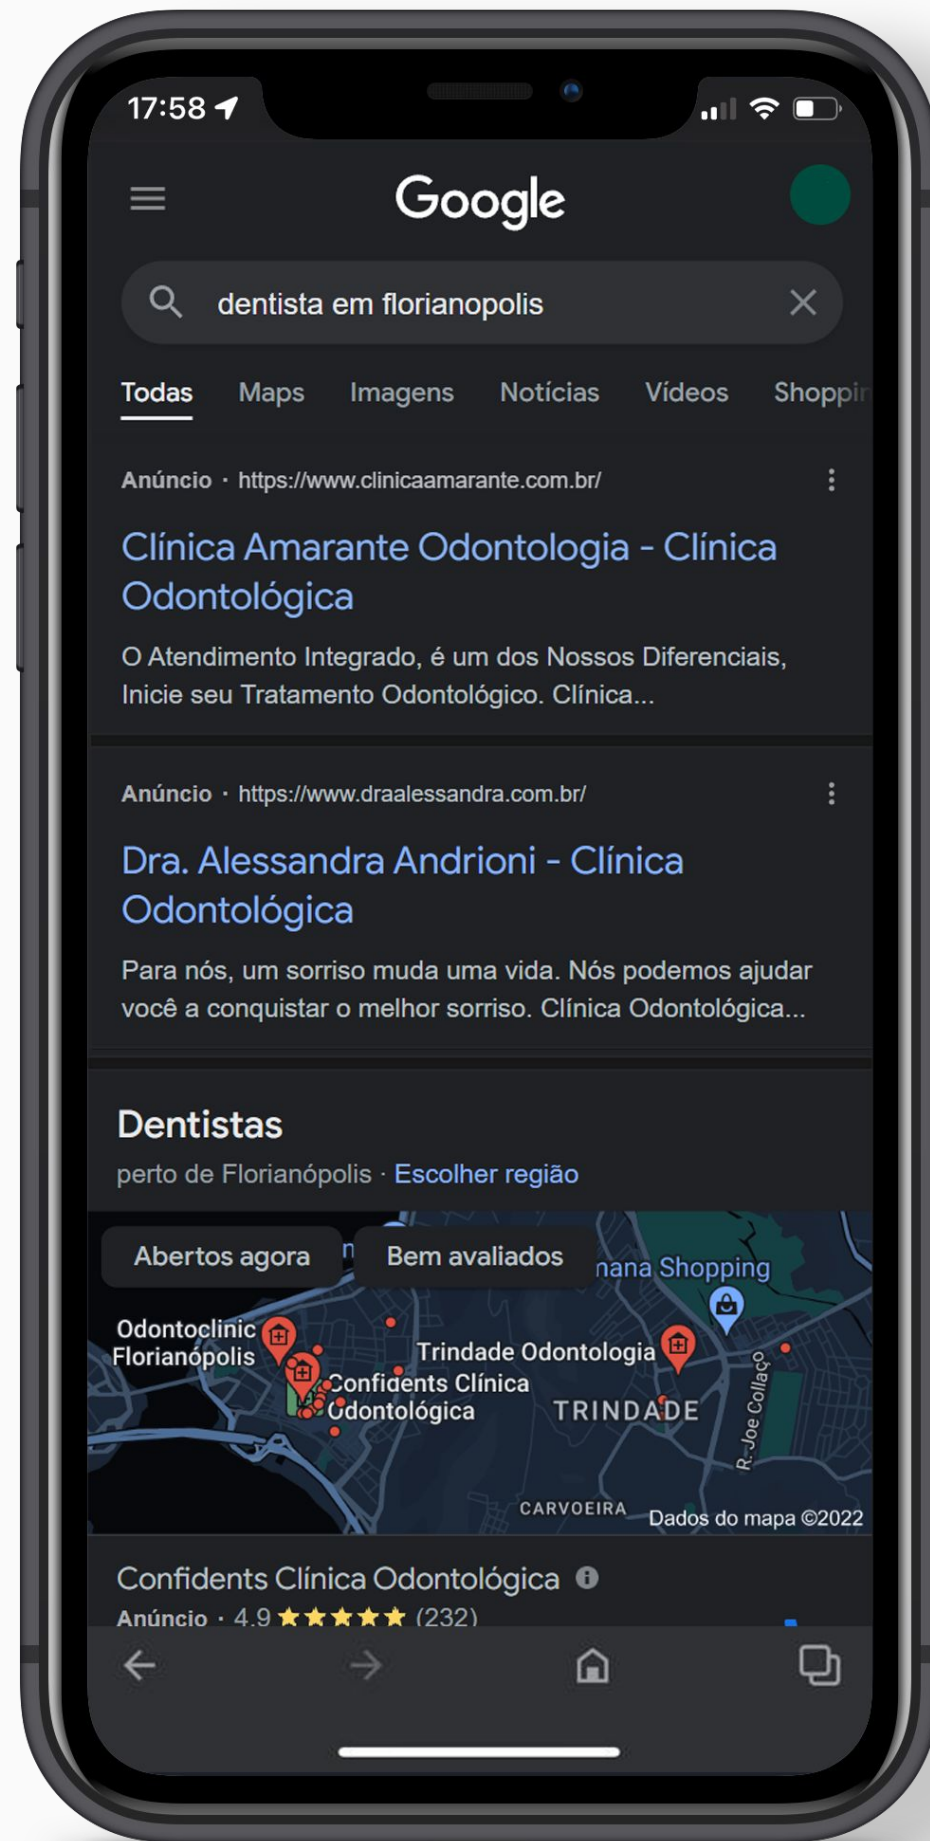 17:58
Google
dentista em florianopolis
Todas Maps Imagens Notícias Vídeos Shoppin
Anúncio · https://www.clinicaamarante.com.br/
Clínica Amarante Odontologia - Clínica
Odontológica
O Atendimento Integrado, é um dos Nossos Diferenciais,
Inicie seu Tratamento Odontológico. Clínica...
Anúncio · https://www.draalessandra.com.br/
Dra. Alessandra Andrioni - Clínica
Odontológica
Para nós, um sorriso muda uma vida. Nós podemos ajudar
você a conquistar o melhor sorriso. Clínica Odontológica...
Dentistas
perto de Florianópolis · Escolher região
Abertos agora
Bem avaliados
Shopping
Odontoclinic
Florianópolis
Trindade Odontologia
Confidents Clínica
Odontológica
TRINDADE
R. Joe Collaço
CARVOEIRA
Dados do mapa ©2022
Confidents Clínica Odontológica
Anúncio · 4,9 (232)